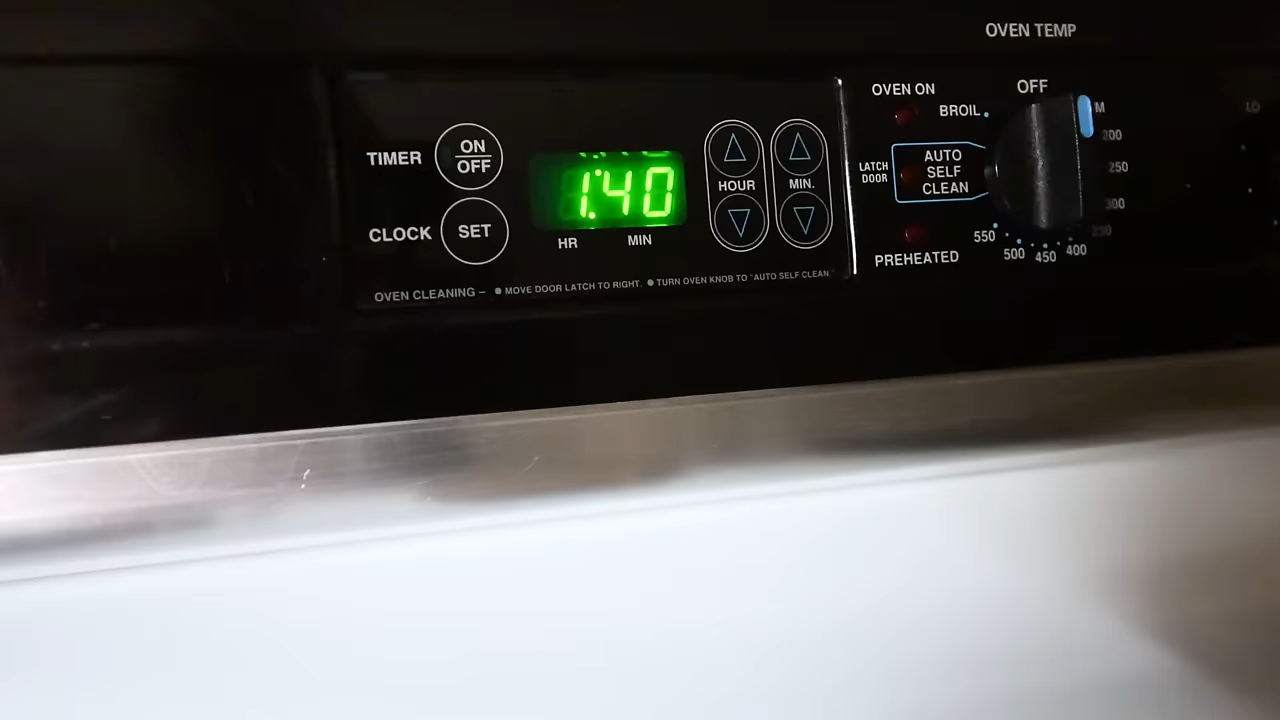 OVEN TEMP
OVEN ON
OFF
BROIL
M
LO
TIMER
ON
OFF
1:40
HOUR
MIN.
LATCH
DOOR
AUTO
SELF
CLEAN
200
250
300
CLOCK
SET
HR
MIN
PREHEATED
550
500
450
400
OVEN CLEANING – ● MOVE DOOR LATCH TO RIGHT. ● TURN OVEN KNOB TO "AUTO SELF CLEAN."